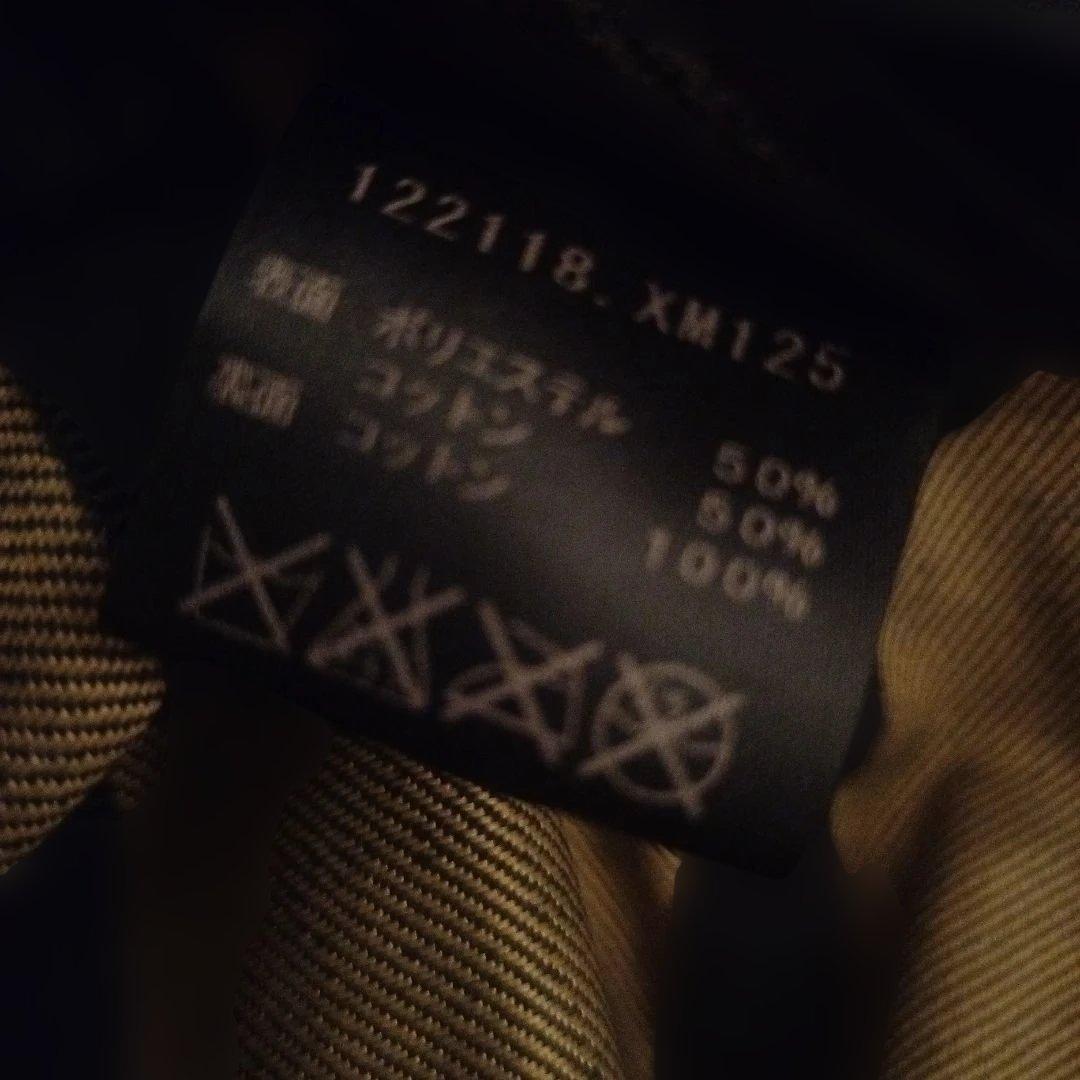 122118. XM125
表面 ポリエステル 50%
コットン 50%
裏面 コットン 100%